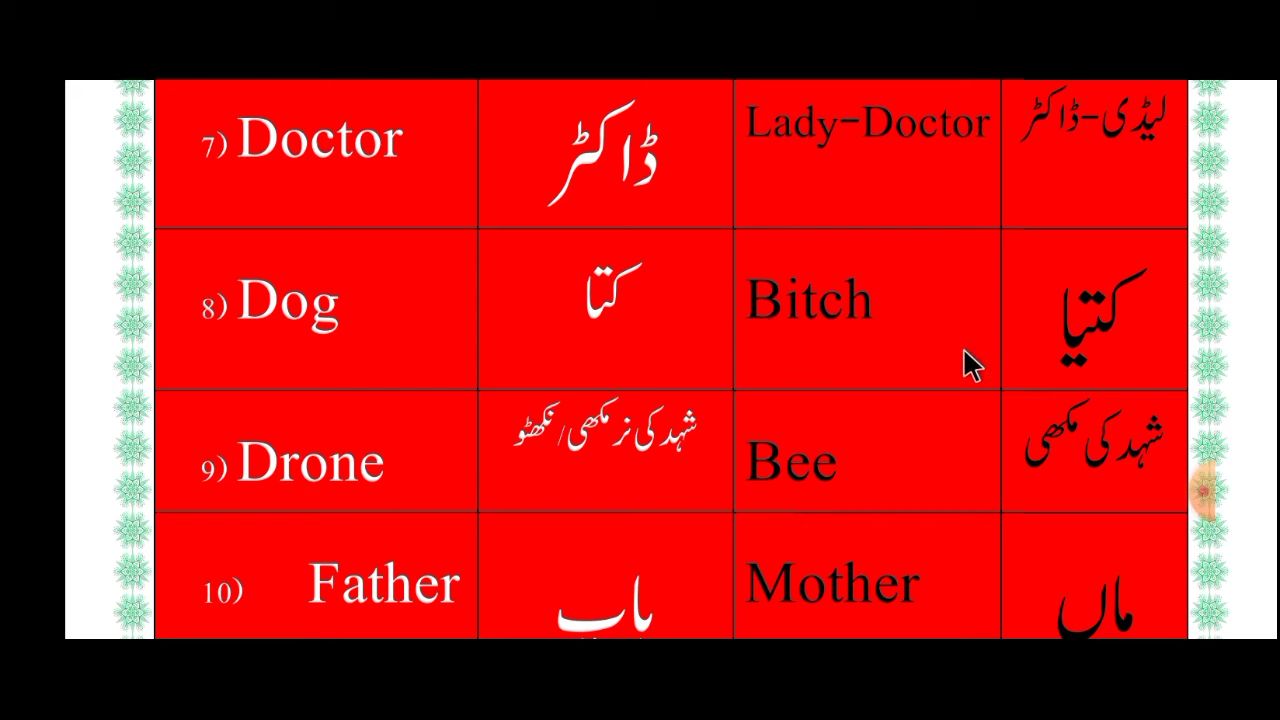 7) Doctor ڈاکٹر Lady-Doctor لیڈی-ڈاکٹر
8) Dog کتا Bitch کتیا
9) Drone شہد کی نر مکھی/نکھٹو Bee شہد کی مکھی
10) Father باپ Mother ماں